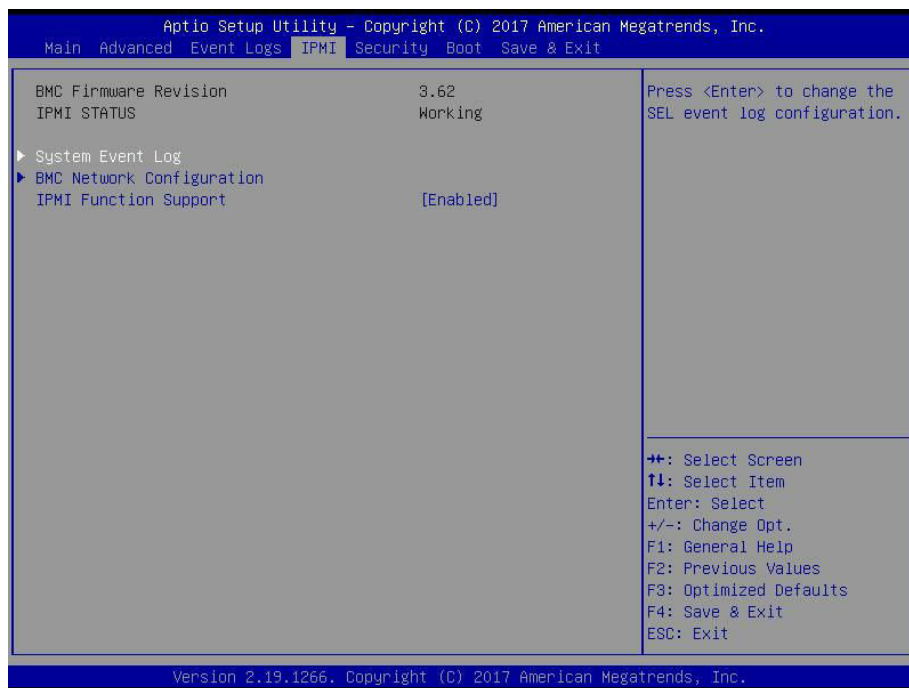 Aptio Setup Utility – Copyright (C) 2017 American Megatrends, Inc.
Main Advanced Event Logs IPMI Security Boot Save & Exit
BMC Firmware Revision 3.62
IPMI STATUS Working
System Event Log
BMC Network Configuration
IPMI Function Support [Enabled]
Press <Enter> to change the
SEL event log configuration.
→←: Select Screen
↑↓: Select Item
Enter: Select
+/-: Change Opt.
F1: General Help
F2: Previous Values
F3: Optimized Defaults
F4: Save & Exit
ESC: Exit
Version 2.19.1266. Copyright (C) 2017 American Megatrends, Inc.